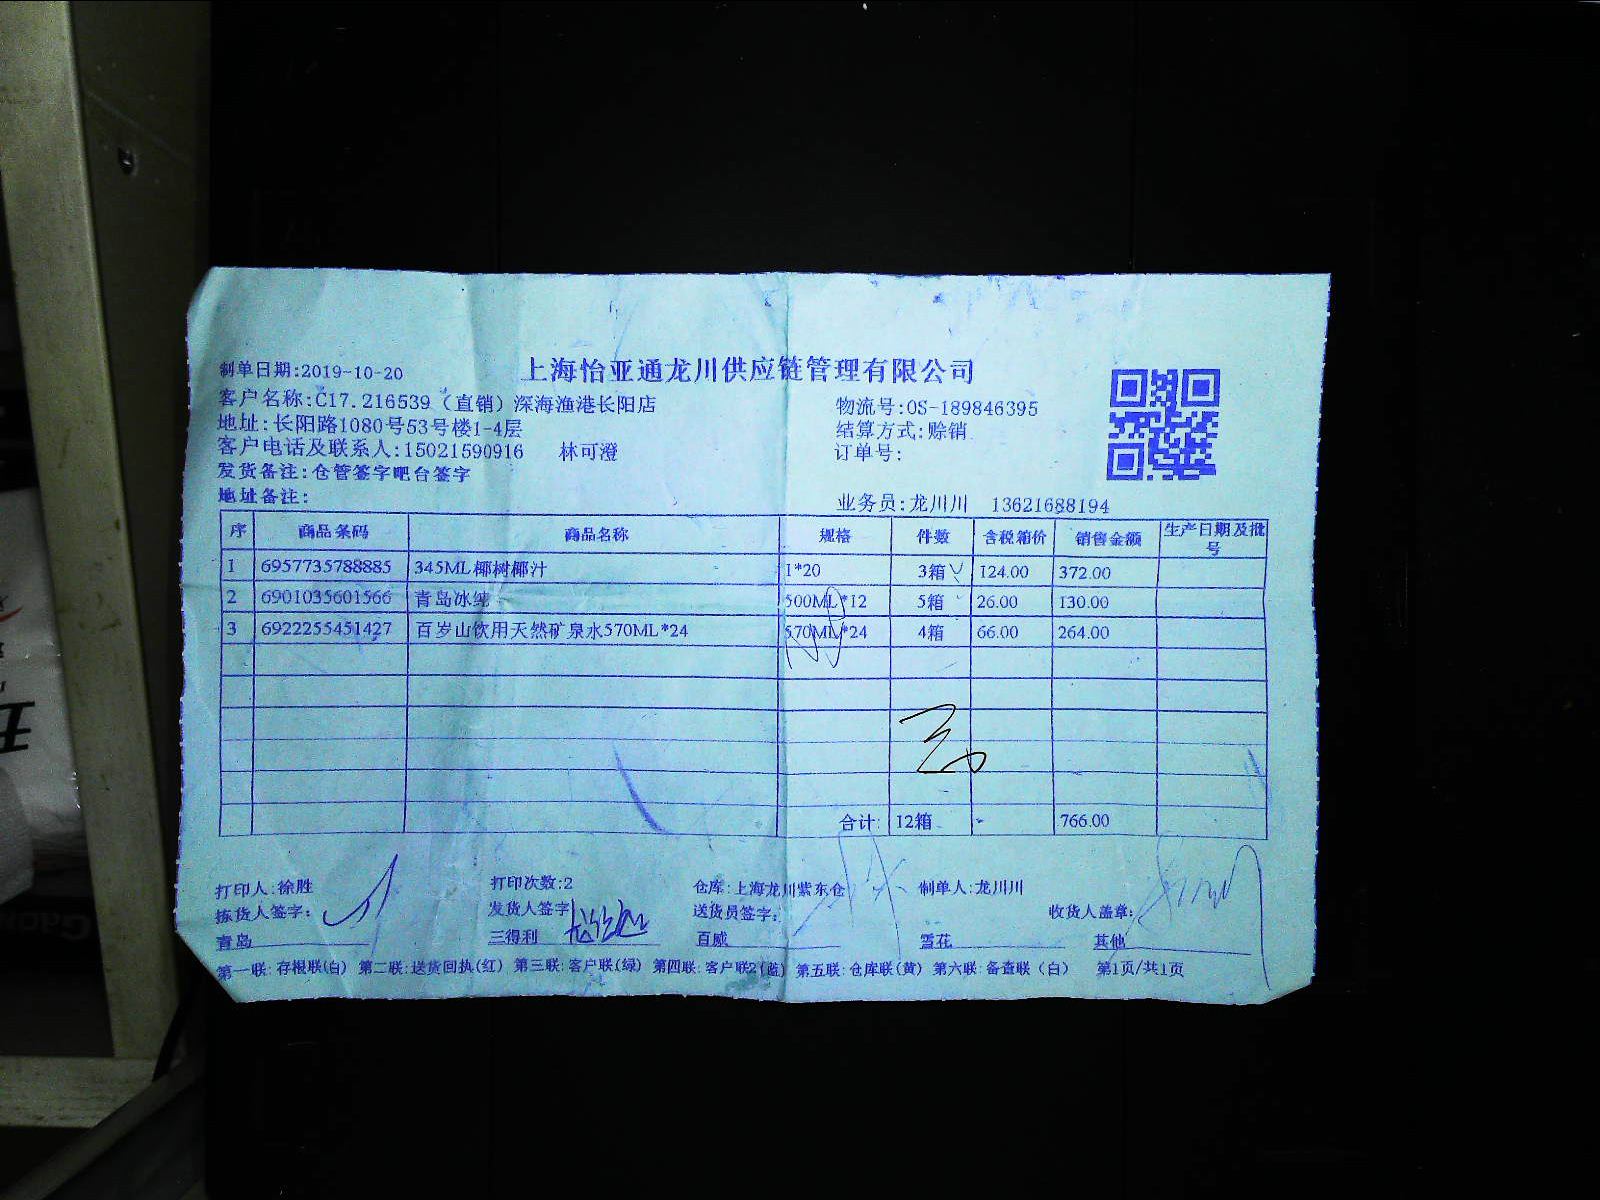 上海怡亚通龙川供应链管理有限公司
制单日期:2019-10-20
客户名称:C17.216539（直销）深海渔港长阳店 物流号:OS-189846395
地址:长阳路1080号53号楼1-4层 结算方式:赊销
客户电话及联系人:15021590916 林可澄 订单号:
发货备注:仓管签字吧台签字
地址备注: 业务员:龙川川 13621688194
序 商品条码 商品名称 规格 件数 含税箱价 销售金额 生产日期及批号
1 6957735788885 345ML椰树椰汁 1*20 3箱 124.00 372.00
2 6901035601566 青岛冰纯 500ML*12 5箱 26.00 130.00
3 6922255451427 百岁山饮用天然矿泉水570ML*24 570ML*24 4箱 66.00 264.00
合计: 12箱 766.00
打印人:徐胜 打印次数:2 仓库:上海龙川紫东仓 制单人:龙川川
拣货人签字: 发货人签字: 送货员签字: 收货人盖章:
青岛 三得利 百威 雪花 其他
第一联:存根联(白) 第二联:送货回执(红) 第三联:客户联(绿) 第四联:客户联2(蓝) 第五联:仓库联(黄) 第六联:备查联（白） 第1页/共1页